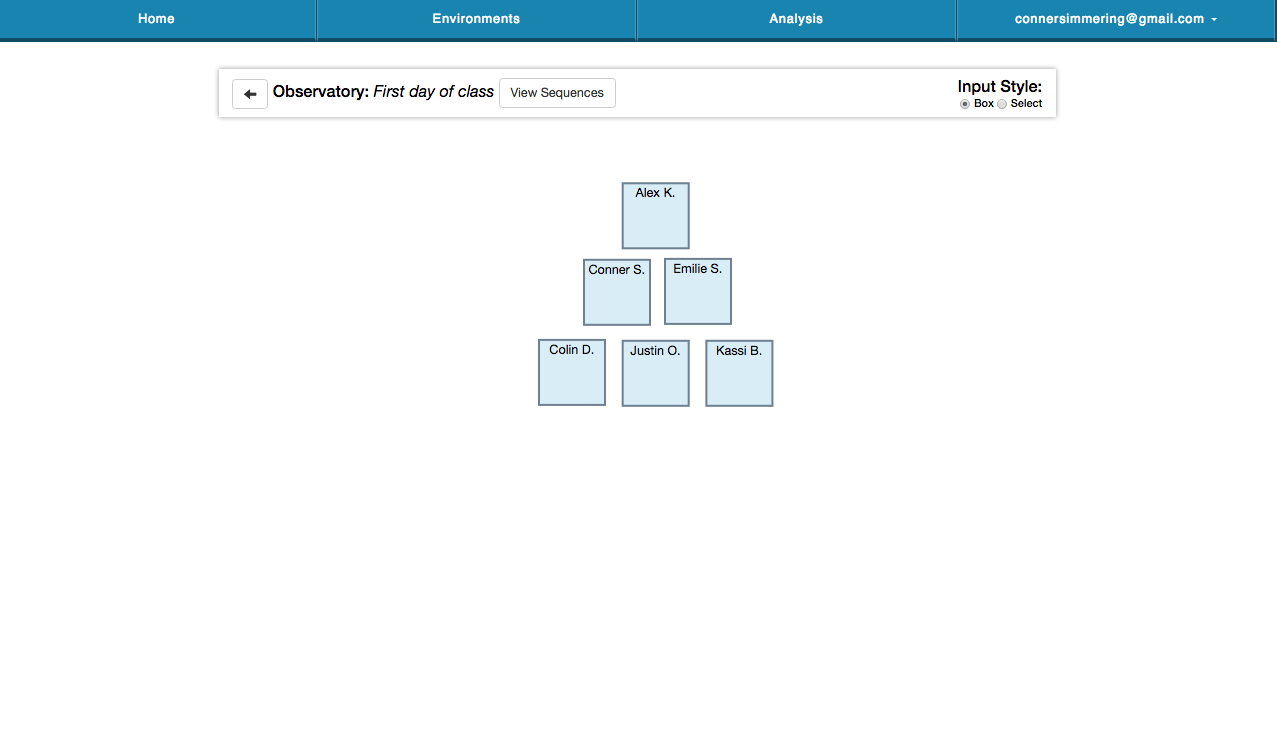 Home Environments Analysis connersimmering@gmail.com
Observatory: First day of class View Sequences Input Style:
Box Select
Alex K.
Conner S. Emilie S.
Colin D. Justin O. Kassi B.